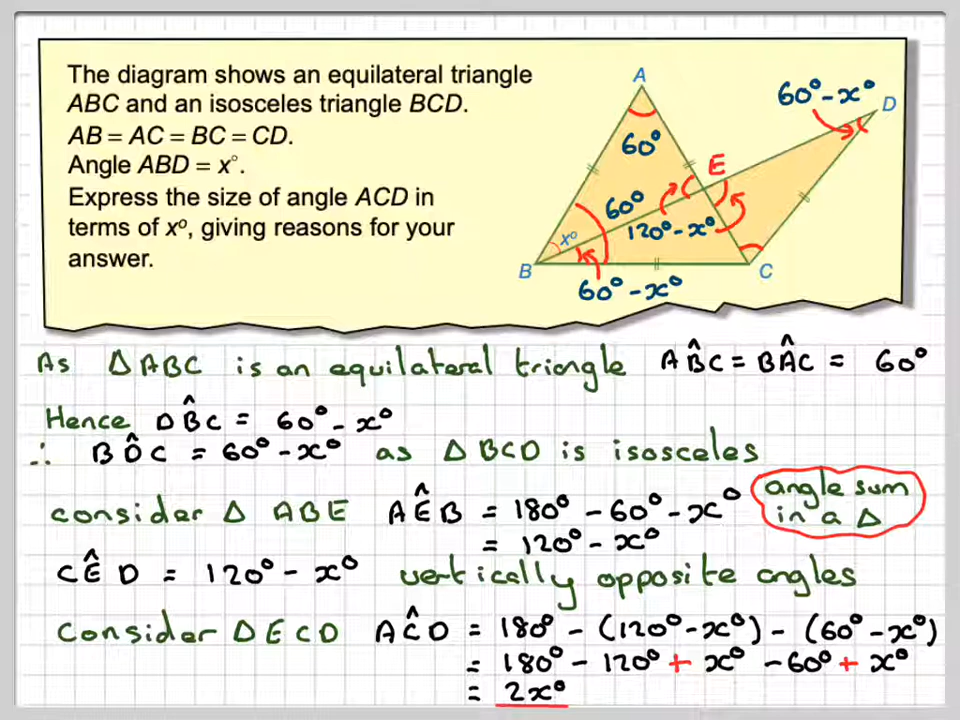 The diagram shows an equilateral triangle
ABC and an isosceles triangle BCD.
AB = AC = BC = CD.
Angle ABD = x°.
Express the size of angle ACD in
terms of x°, giving reasons for your
answer.
A
60°
60°-x°
D
E
60°
120°-x°
x°
B
C
60°-x°
As △ABC is an equilateral triangle AB̂C = BÂC = 60°
Hence DB̂C = 60°-x°
∴ BD̂C = 60°-x° as △BCD is isosceles
consider △ ABE AÊB = 180° - 60° - x°
= 120° - x°
angle sum
in a △
CÊD = 120° - x° vertically opposite angles
Consider △ECD AĈD = 180° - (120°-x°) - (60°-x°)
= 180° - 120° + x° - 60° + x°
= 2x°